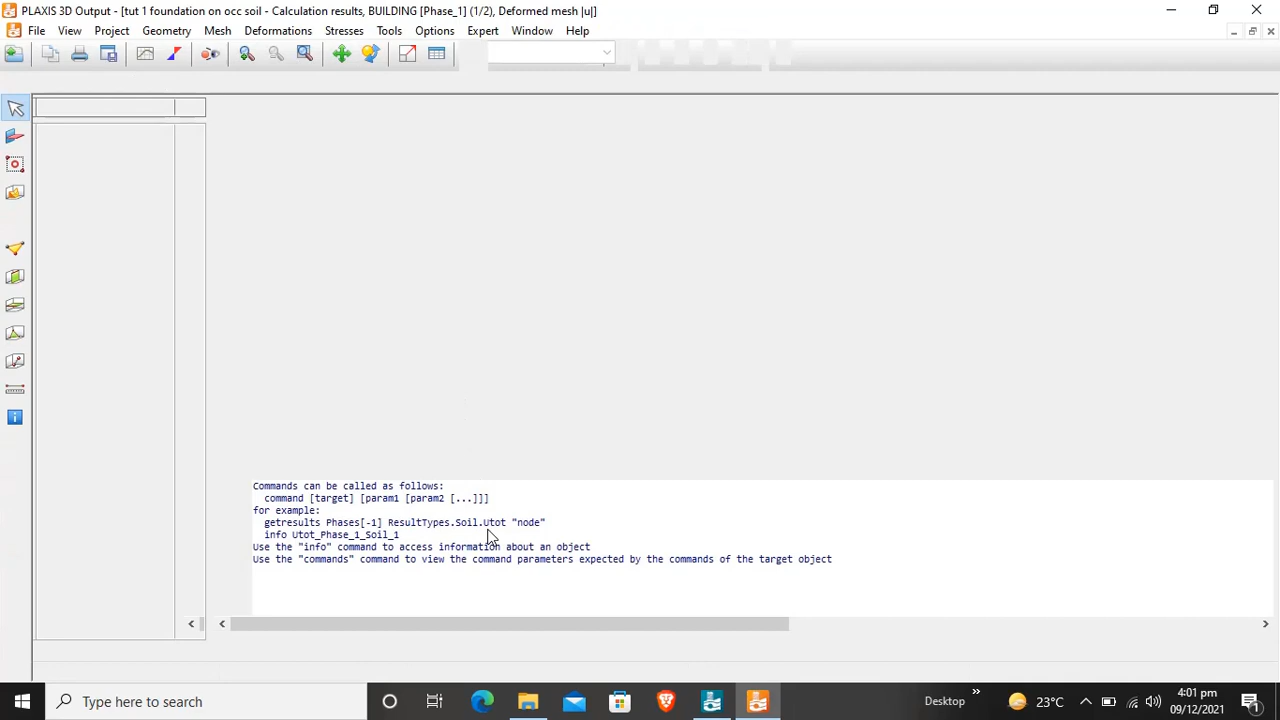 PLAXIS 3D Output - [tut 1 foundation on occ soil - Calculation results, BUILDING [Phase_1] (1/2), Deformed mesh |u|]
File View Project Geometry Mesh Deformations Stresses Tools Options Expert Window Help
Commands can be called as follows:
command [target] [param1 [param2 [...]]]
for example:
getresults Phases[-1] ResultTypes.Soil.Utot "node"
info Utot_Phase_1_Soil_1
Use the "info" command to access information about an object
Use the "commands" command to view the command parameters expected by the commands of the target object
Type here to search
Desktop
23°C
4:01 pm
09/12/2021
1